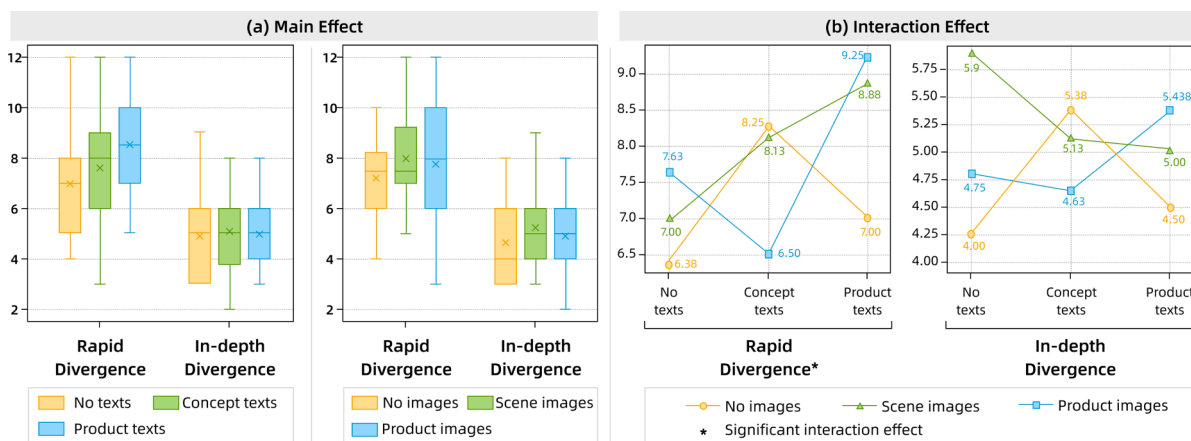 (a) Main Effect
12
10
8
6
4
2
Rapid
Divergence
In-depth
Divergence
No texts
Concept texts
Product texts
12
10
8
6
4
2
Rapid
Divergence
In-depth
Divergence
No images
Scene images
Product images
(b) Interaction Effect
9.0
8.5
8.0
7.5
7.0
6.5
9.25
8.88
8.25
8.13
7.63
7.00
7.00
6.38
6.50
No
texts
Concept
texts
Product
texts
Rapid
Divergence*
5.75
5.50
5.25
5.00
4.75
4.50
4.25
4.00
5.9
5.38
5.438
5.13
5.00
4.75
4.63
4.50
4.00
No
texts
Concept
texts
Product
texts
In-depth
Divergence
No images
Scene images
Product images
* Significant interaction effect